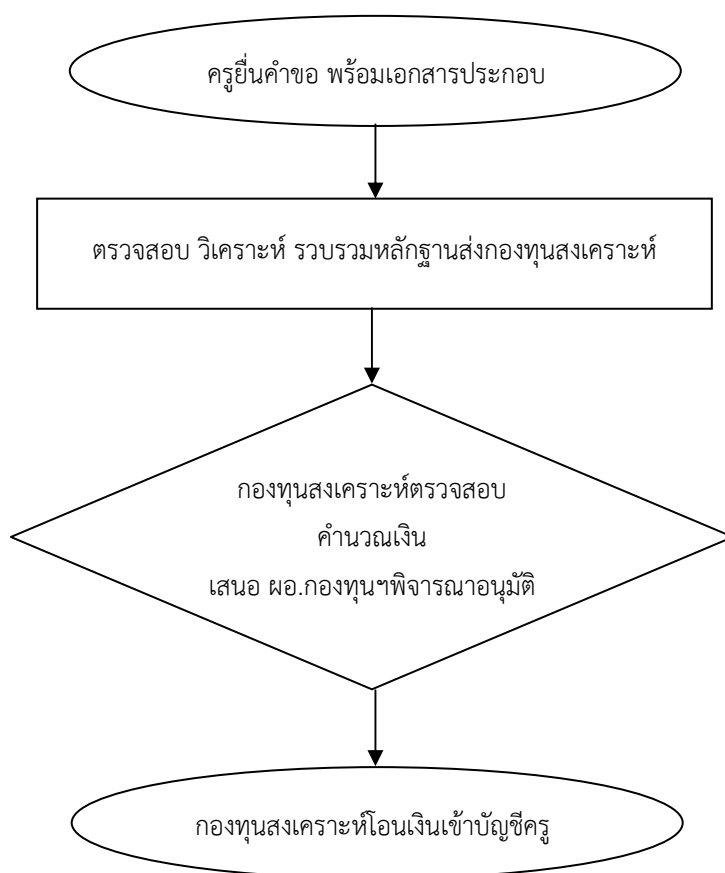 ครูยื่นคำขอ พร้อมเอกสารประกอบ
ตรวจสอบ วิเคราะห์ รวบรวมหลักฐานส่งกองทุนสงเคราะห์
กองทุนสงเคราะห์ตรวจสอบ
คำนวณเงิน
เสนอ ผอ.กองทุนฯพิจารณาอนุมัติ
กองทุนสงเคราะห์โอนเงินเข้าบัญชีครู